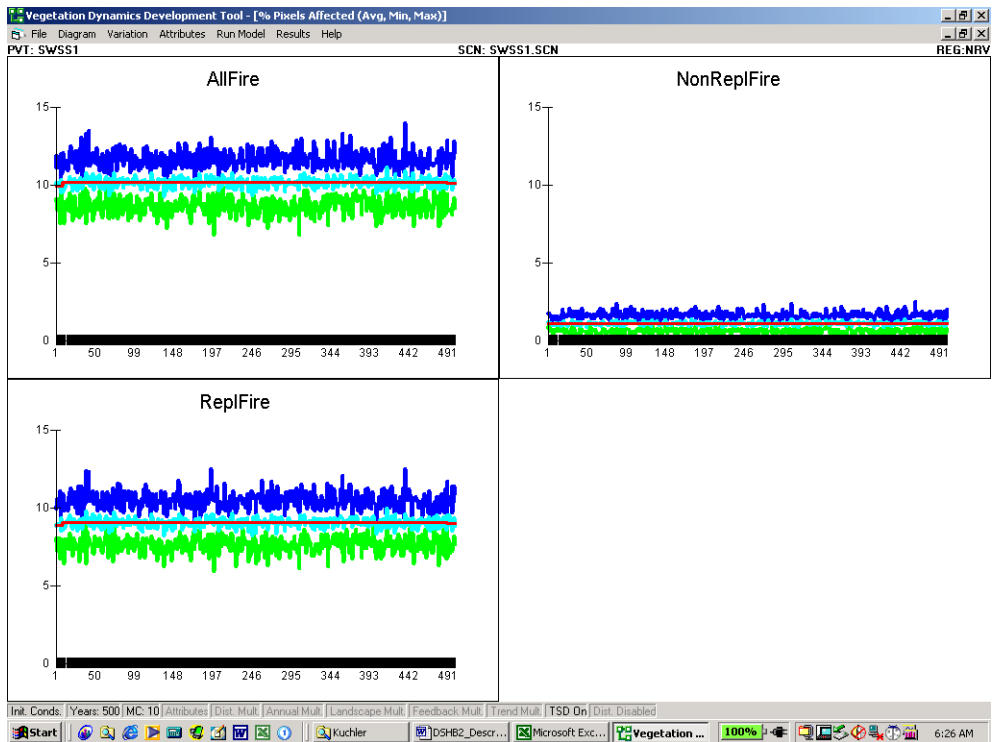 Vegetation Dynamics Development Tool - [% Pixels Affected (Avg, Min, Max)]
File Diagram Variation Attributes Run Model Results Help
PVT: SWSS1 SCN: SWSS1.SCN REG:NRV
AllFire NonReplFire
15 15
10 10
5 5
0 0
1 50 99 148 197 246 295 344 393 442 491 1 50 99 148 197 246 295 344 393 442 491
ReplFire
15
10
5
0
1 50 99 148 197 246 295 344 393 442 491
Init. Conds. Years: 500 MC: 10 Attributes Dist. Mult. Annual Mult. Landscape Mult. Feedback Mult. Trend Mult. TSD On Dist. Disabled
Start Kuchler DSHB2_Descr... Microsoft Exc... Vegetation ... 100% 6:26 AM